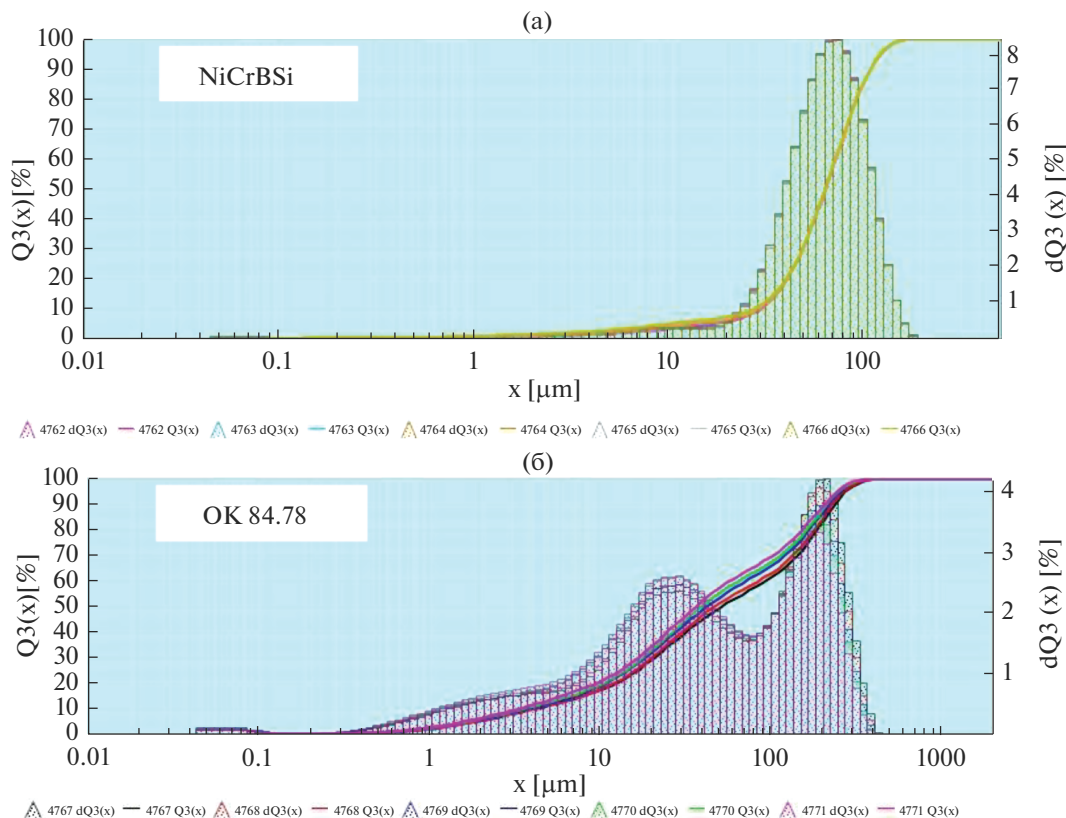 (а)
NiCrBSi
Q3(x)[%]
100
90
80
70
60
50
40
30
20
10
0
8
7
6
5
4
3
2
1
dQ3 (x) [%]
0.01 0.1 1 10 100
x [μm]
4762 dQ3(x) 4762 Q3(x) 4763 dQ3(x) 4763 Q3(x) 4764 dQ3(x) 4764 Q3(x) 4765 dQ3(x) 4765 Q3(x) 4766 dQ3(x) 4766 Q3(x)
(б)
OK 84.78
Q3(x)[%]
100
90
80
70
60
50
40
30
20
10
0
4
3
2
1
dQ3 (x) [%]
0.01 0.1 1 10 100 1000
x [μm]
4767 dQ3(x) 4767 Q3(x) 4768 dQ3(x) 4768 Q3(x) 4769 dQ3(x) 4769 Q3(x) 4770 dQ3(x) 4770 Q3(x) 4771 dQ3(x) 4771 Q3(x)